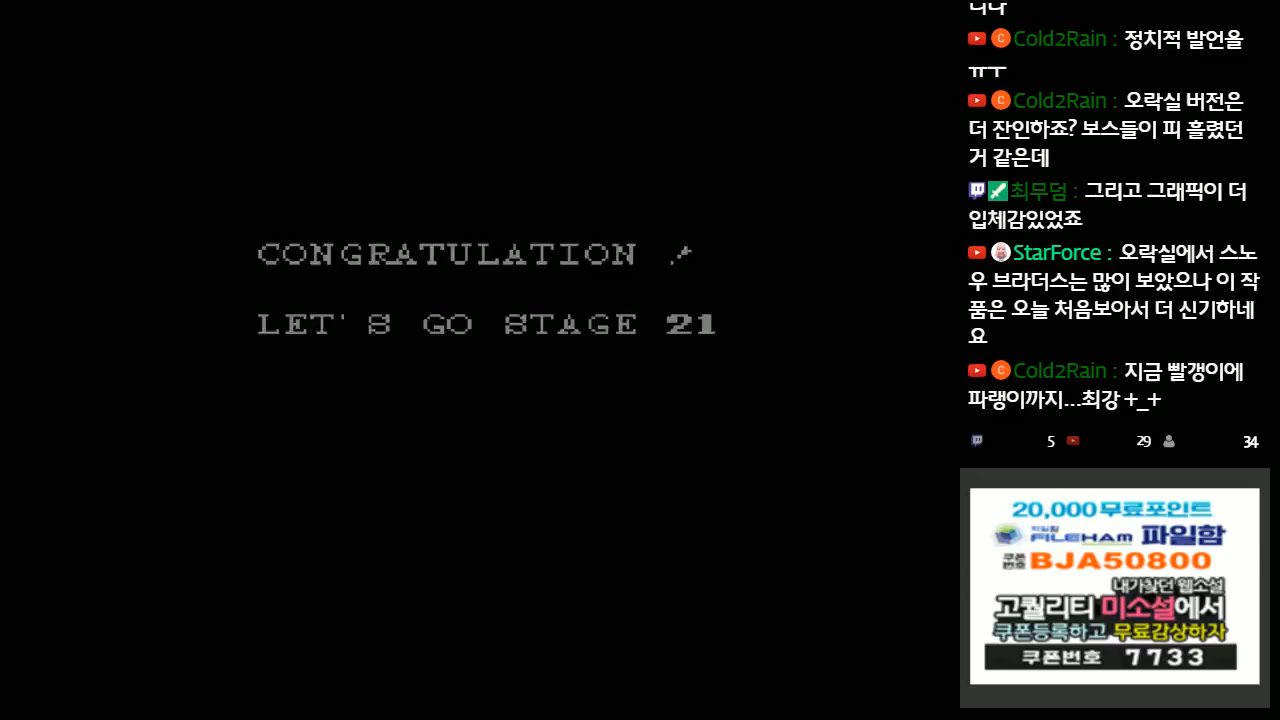 CONGRATULATION !
LET'S GO STAGE 21
니다
Cold2Rain : 정치적 발언을
ㅠㅜ
Cold2Rain : 오락실 버전은
더 잔인하죠? 보스들이 피 흘렸던
거 같은데
최무덤 : 그리고 그래픽이 더
입체감있었죠
StarForce : 오락실에서 스노
우 브라더스는 많이 보았으나 이 작
품은 오늘 처음보아서 더 신기하네
요
Cold2Rain : 지금 빨갱이에
파랭이까지...최강 +_+
5 29 34
20,000 무료포인트
파일함 FILEHAM 파일함
쿠폰번호 BJA50800
내가찾던 웹소설
고퀄리티 미소설에서
쿠폰등록하고 무료감상하자
쿠폰번호 7733